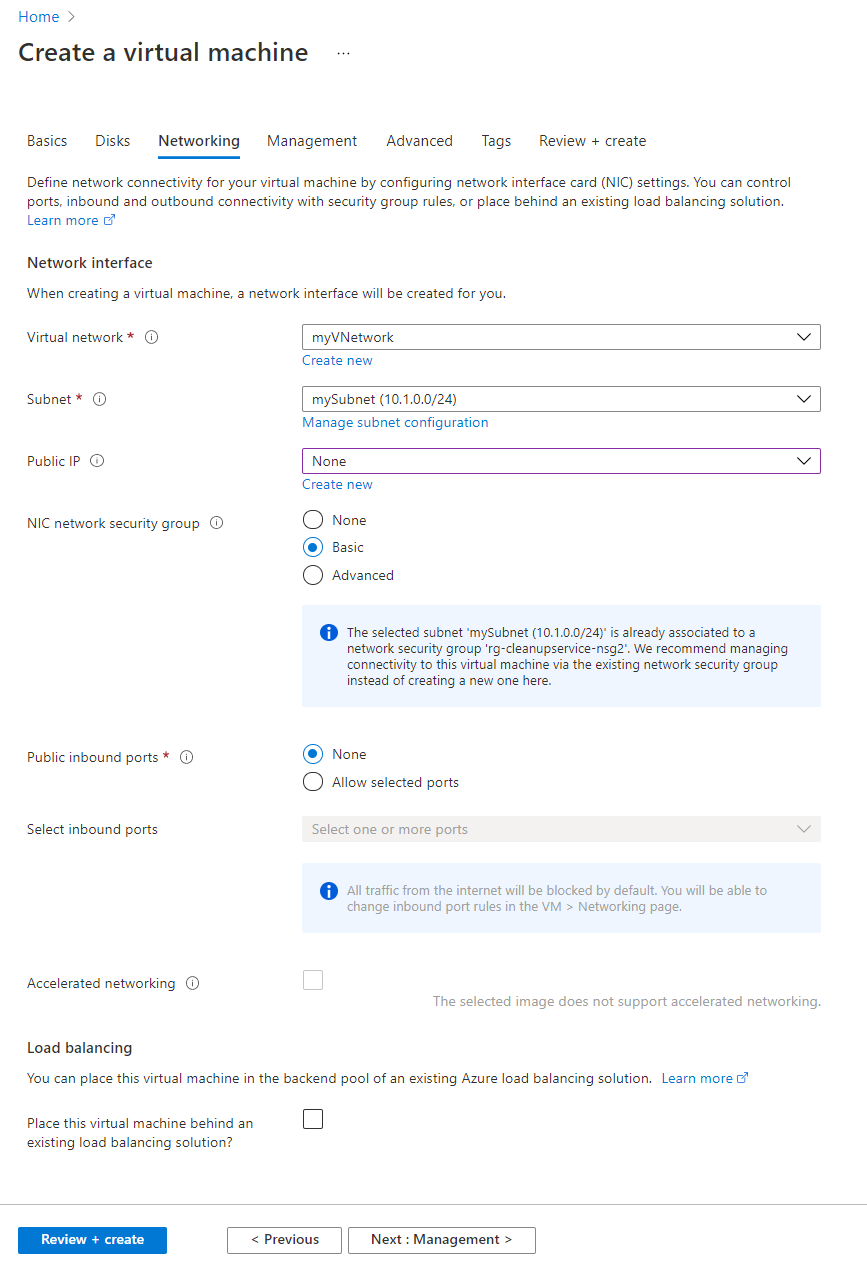 Home >
Create a virtual machine ...
Basics Disks Networking Management Advanced Tags Review + create
Define network connectivity for your virtual machine by configuring network interface card (NIC) settings. You can control
ports, inbound and outbound connectivity with security group rules, or place behind an existing load balancing solution.
Learn more
Network interface
When creating a virtual machine, a network interface will be created for you.
Virtual network *
myVNetwork
Create new
Subnet *
mySubnet (10.1.0.0/24)
Manage subnet configuration
Public IP
None
Create new
NIC network security group
None
Basic
Advanced
The selected subnet 'mySubnet (10.1.0.0/24)' is already associated to a
network security group 'rg-cleanupservice-nsg2'. We recommend managing
connectivity to this virtual machine via the existing network security group
instead of creating a new one here.
Public inbound ports *
None
Allow selected ports
Select inbound ports
Select one or more ports
All traffic from the internet will be blocked by default. You will be able to
change inbound port rules in the VM > Networking page.
Accelerated networking
The selected image does not support accelerated networking.
Load balancing
You can place this virtual machine in the backend pool of an existing Azure load balancing solution. Learn more
Place this virtual machine behind an
existing load balancing solution?
Review + create < Previous Next : Management >